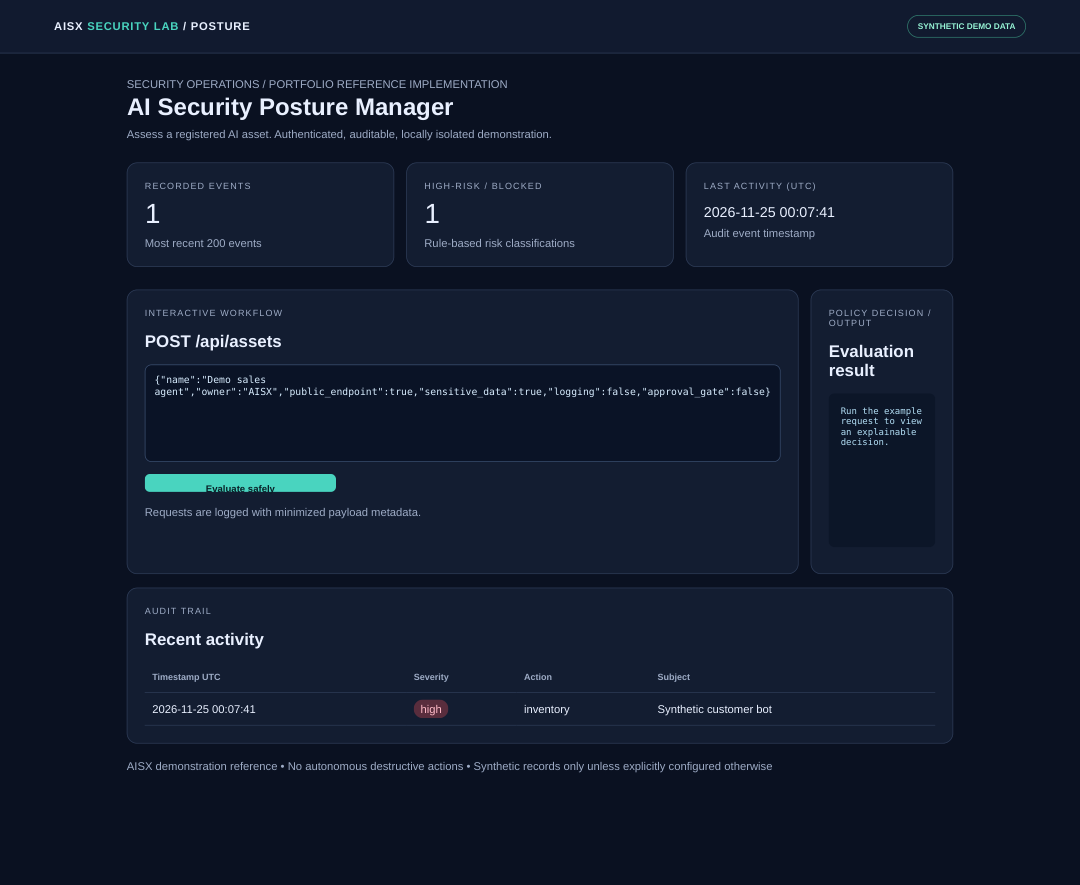 AISX SECURITY LAB / POSTURE
SYNTHETIC DEMO DATA
SECURITY OPERATIONS / PORTFOLIO REFERENCE IMPLEMENTATION
AI Security Posture Manager
Assess a registered AI asset. Authenticated, auditable, locally isolated demonstration.
RECORDED EVENTS
1
Most recent 200 events
HIGH-RISK / BLOCKED
1
Rule-based risk classifications
LAST ACTIVITY (UTC)
2026-11-25 00:07:41
Audit event timestamp
INTERACTIVE WORKFLOW
POST /api/assets
{"name":"Demo sales
agent","owner":"AISX","public_endpoint":true,"sensitive_data":true,"logging":false,"approval_gate":false}
Evaluate safely
Requests are logged with minimized payload metadata.
POLICY DECISION /
OUTPUT
Evaluation
result
Run the example
request to view
an explainable
decision.
AUDIT TRAIL
Recent activity
Timestamp UTC Severity Action Subject
2026-11-25 00:07:41 high inventory Synthetic customer bot
AISX demonstration reference • No autonomous destructive actions • Synthetic records only unless explicitly configured otherwise